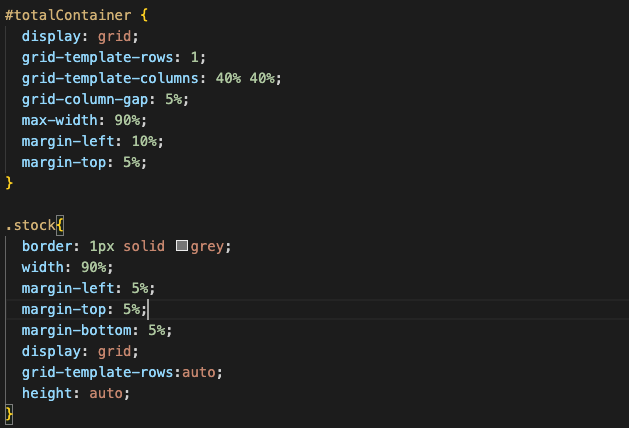 #totalContainer {
display: grid;
grid-template-rows: 1;
grid-template-columns: 40% 40%;
grid-column-gap: 5%;
max-width: 90%;
margin-left: 10%;
margin-top: 5%;
}
.stock{
border: 1px solid grey;
width: 90%;
margin-left: 5%;
margin-top: 5%;
margin-bottom: 5%;
display: grid;
grid-template-rows:auto;
height: auto;
}